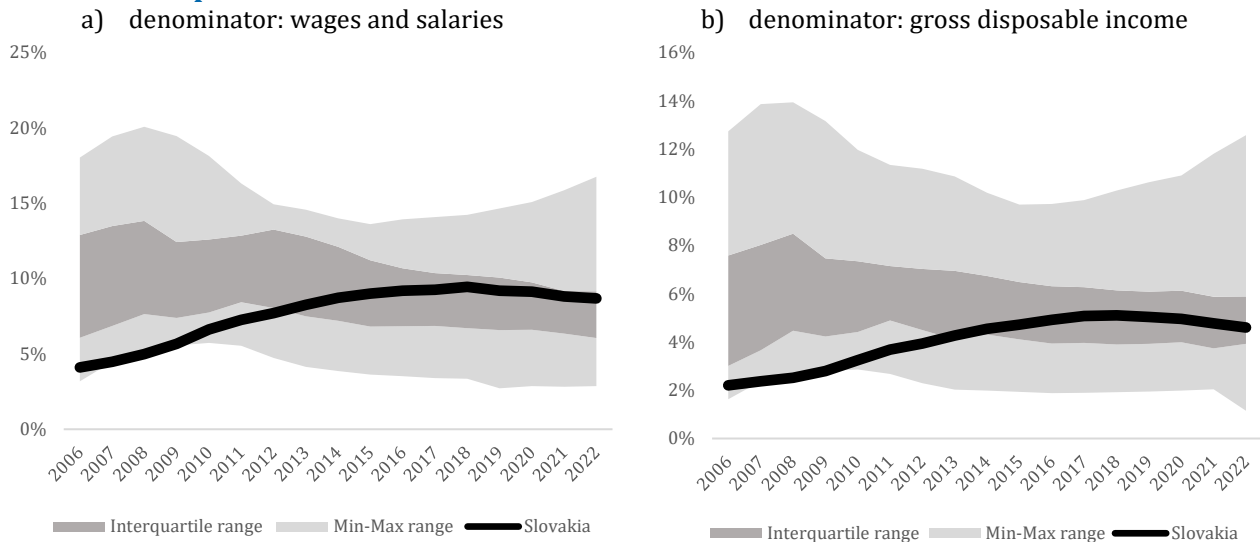 a) denominator: wages and salaries
25%
20%
15%
10%
5%
0%
2006 2007 2008 2009 2010 2011 2012 2013 2014 2015 2016 2017 2018 2019 2020 2021 2022
Interquartile range Min-Max range Slovakia
b) denominator: gross disposable income
16%
14%
12%
10%
8%
6%
4%
2%
0%
2006 2007 2008 2009 2010 2011 2012 2013 2014 2015 2016 2017 2018 2019 2020 2021 2022
Interquartile range Min-Max range Slovakia